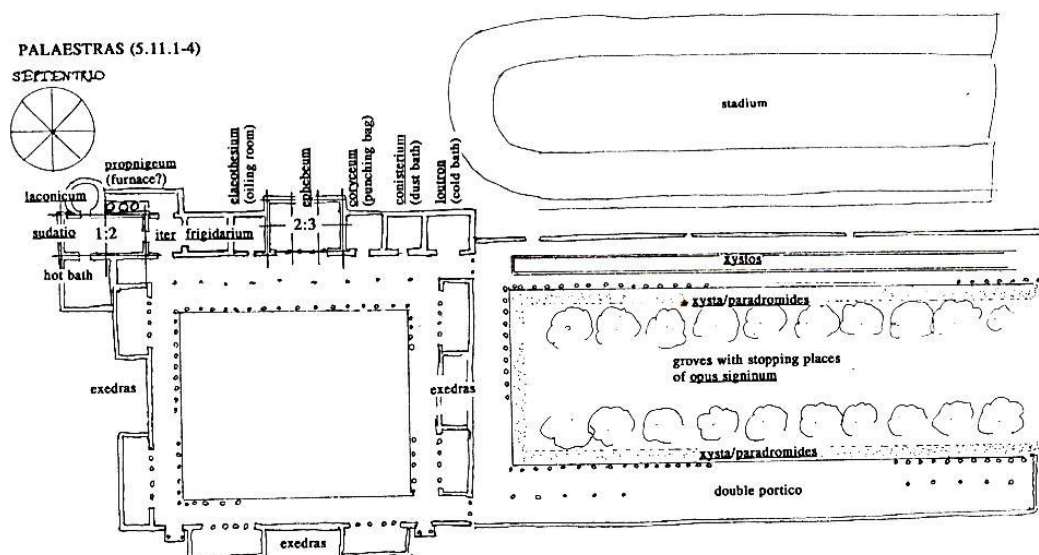 PALAESTRAS (5.11.1-4)
SEPTENTRIO
stadium
propnigeum
(furnace?)
laconicum
elaeothesium
(oiling room)
ephebeum
coryceum
(punching bag)
conisterium
(dust bath)
loutron
(cold bath)
sudatio
1:2
iter
frigidarium
2:3
hot bath
xystos
xysta/paradromides
groves with stopping places
of opus signinum
exedras
exedras
xysta/paradromides
double portico
exedras